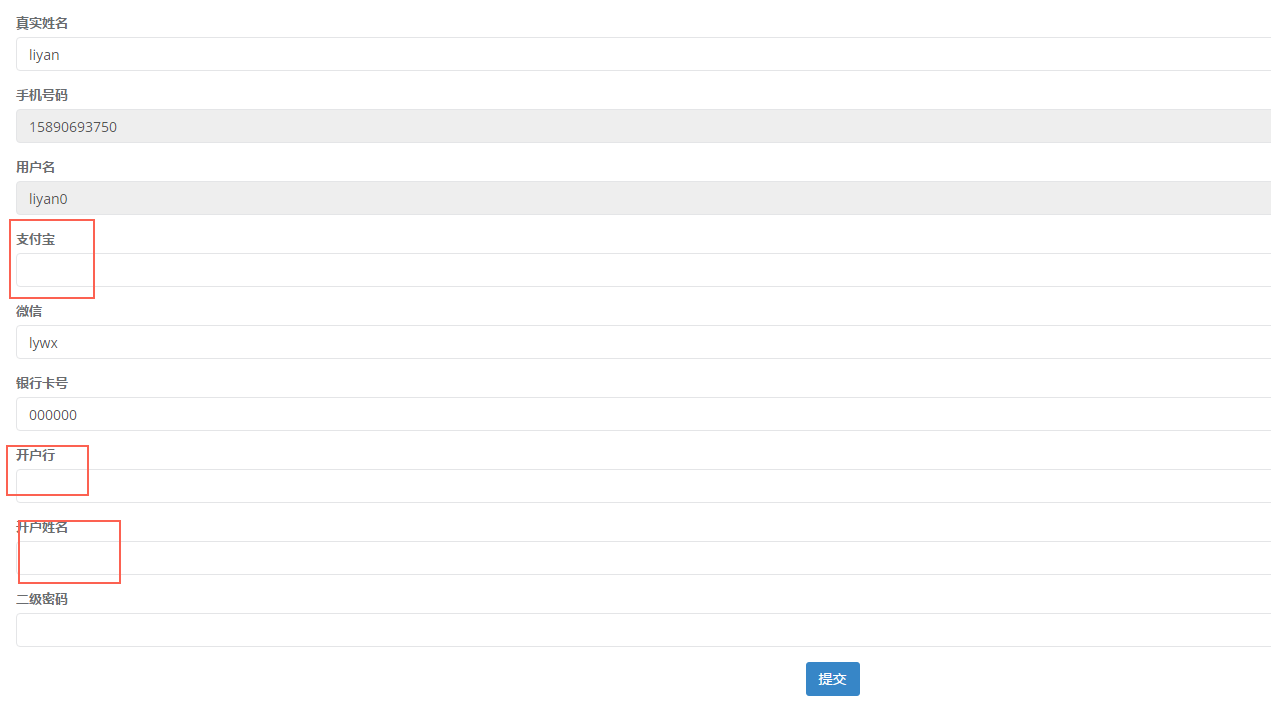 真实姓名
liyan
手机号码
15890693750
用户名
liyan0
支付宝
微信
lywx
银行卡号
000000
开户行
开户姓名
二级密码
提交